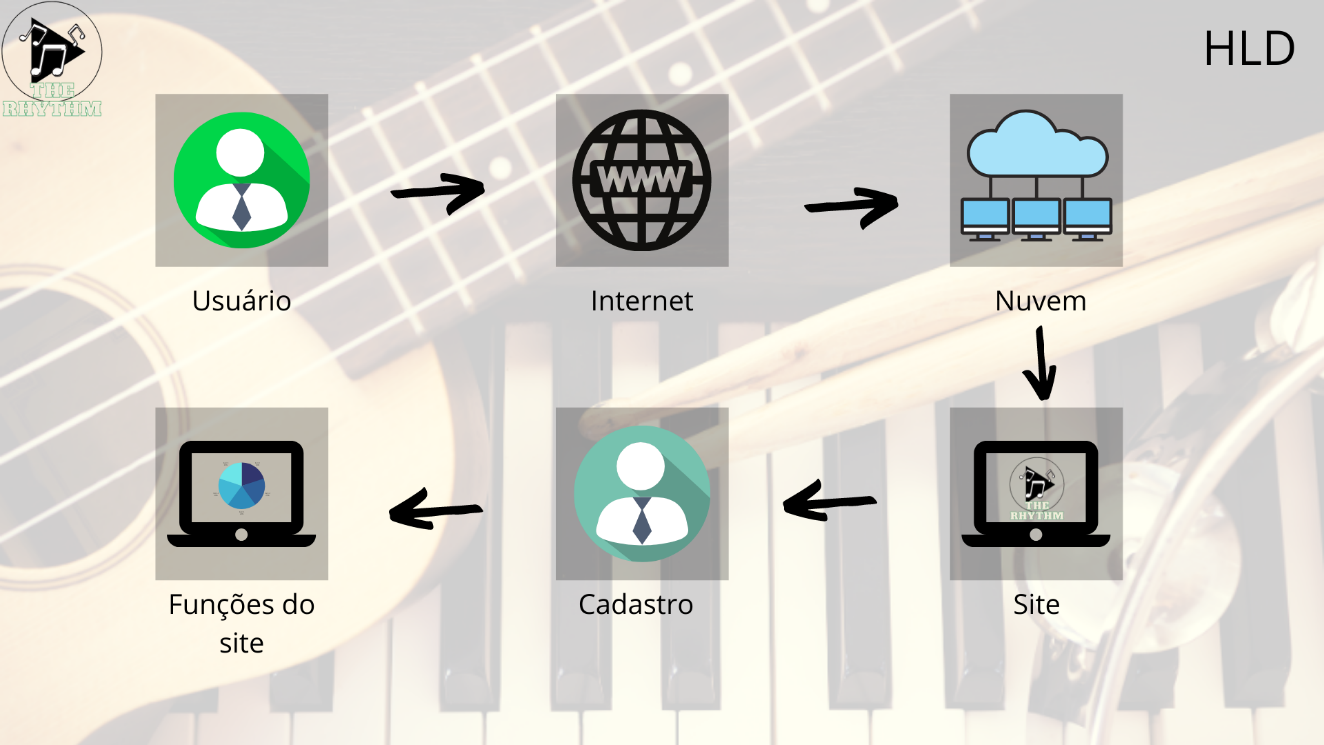 THE
RHYTHM
HLD
WWW
Usuário
Internet
Nuvem
THE
RHYTHM
Funções do
site
Cadastro
Site